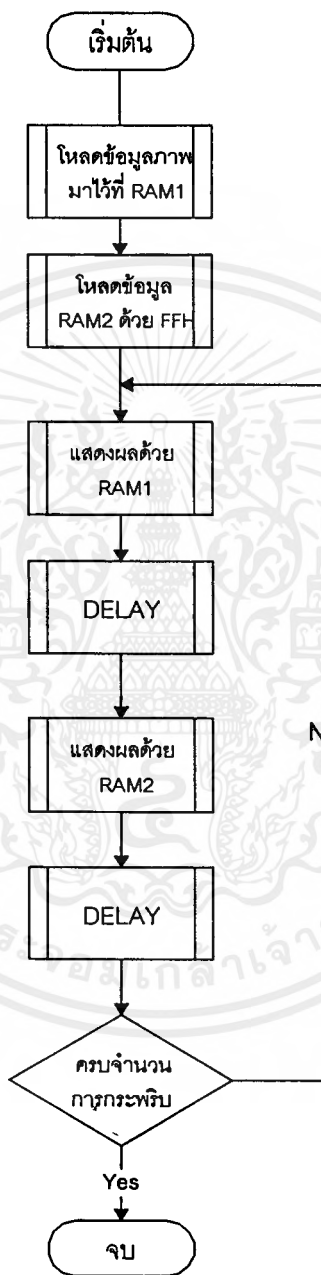 เริ่มต้น
โหลดข้อมูลภาพ
มาไว้ที่ RAM1
โหลดข้อมูล
RAM2 ด้วย FFH
แสดงผลด้วย
RAM1
DELAY
N
แสดงผลด้วย
RAM2
DELAY
ครบจำนวน
การกระพริบ
Yes
จบ